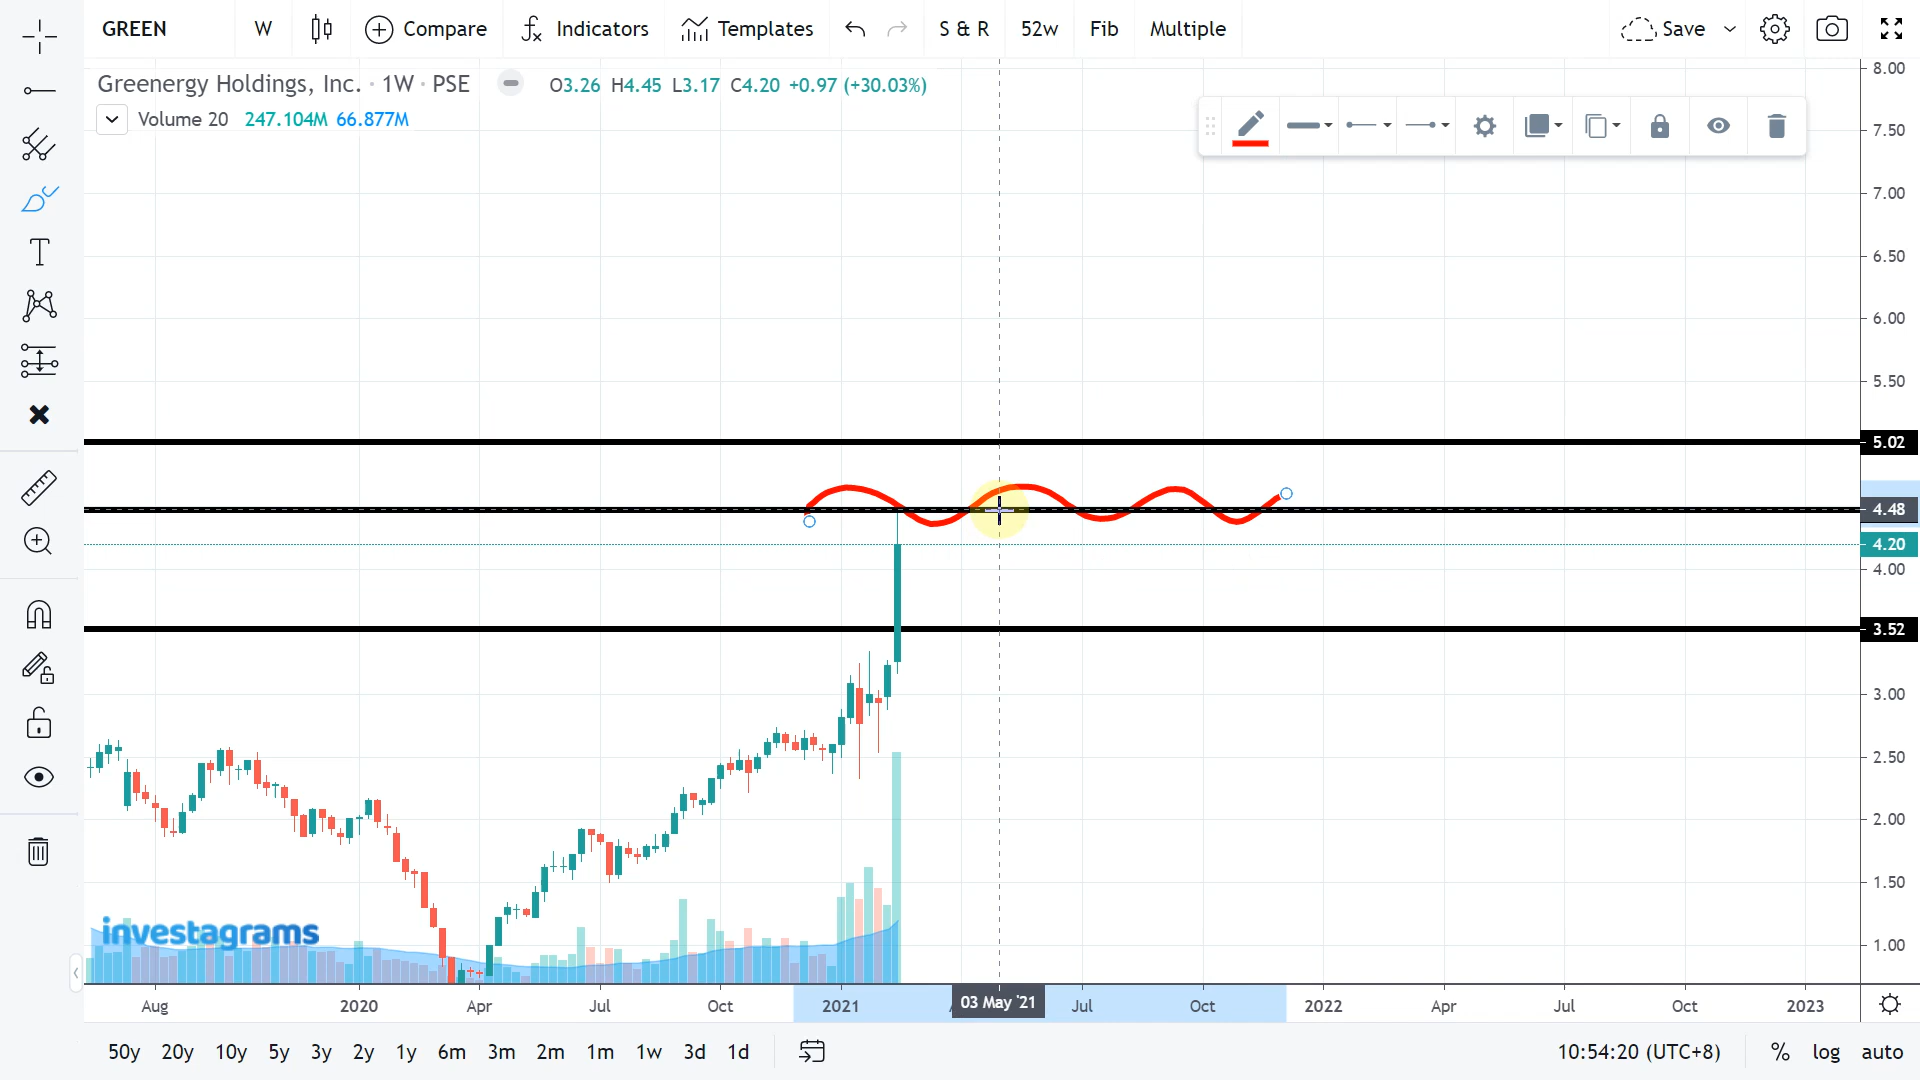 GREEN W Compare Indicators Templates S & R 52w Fib Multiple Save
Greenergy Holdings, Inc. · 1W · PSE O3.26 H4.45 L3.17 C4.20 +0.97 (+30.03%)
Volume 20 247.104M 66.877M
8.00
7.50
7.00
6.50
6.00
5.50
5.02
4.48
4.20
4.00
3.52
3.00
2.50
2.00
1.50
1.00
investagrams
Aug 2020 Apr Jul Oct 2021 03 May '21 Jul Oct 2022 Apr Jul Oct 2023
50y 20y 10y 5y 3y 2y 1y 6m 3m 2m 1m 1w 3d 1d 10:54:20 (UTC+8) % log auto